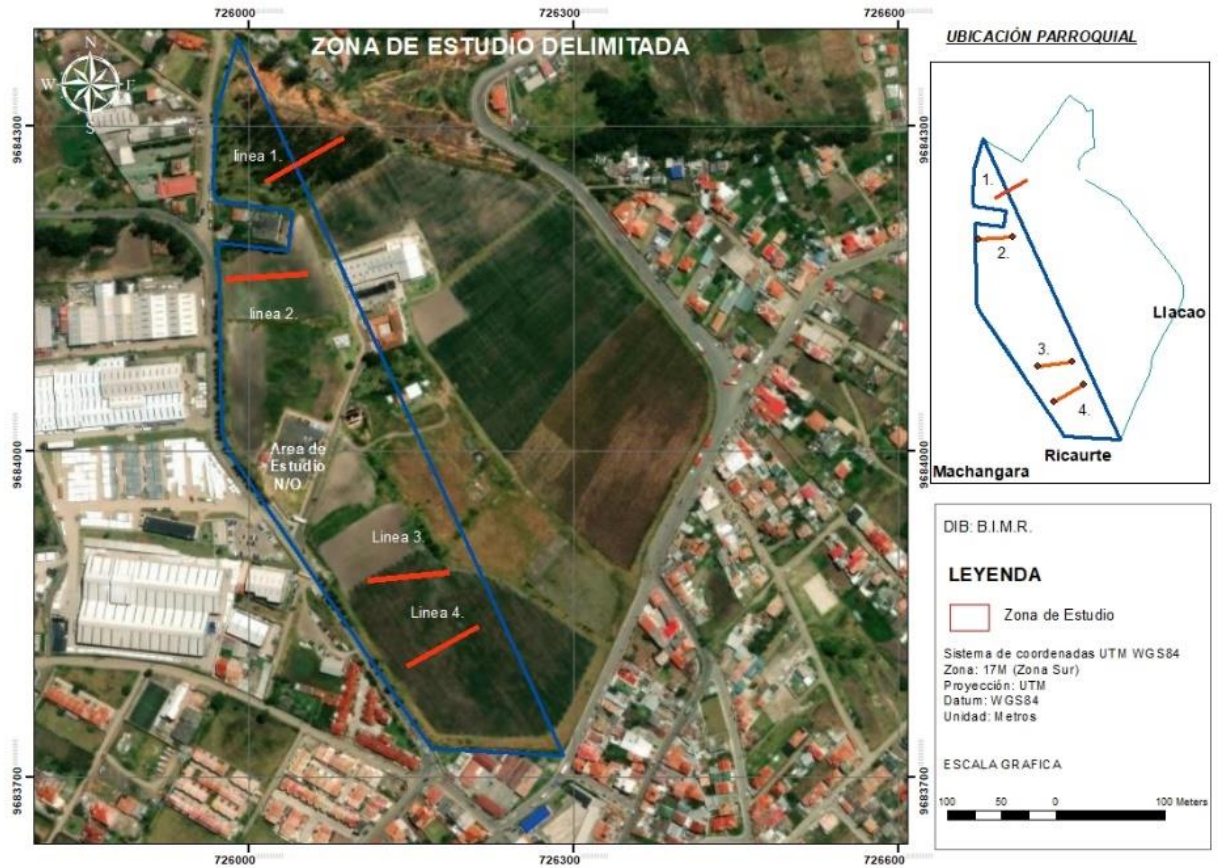 726000 726300 726600
ZONA DE ESTUDIO DELIMITADA
N
W E
S
9684300
9684300
linea 1.
linea 2.
9684000
9684000
Area de
Estudio
N/O
Linea 3.
Linea 4.
9683700
9683700
726000 726300 726600
UBICACIÓN PARROQUIAL
1.
2.
Llacao
3.
4.
Ricaurte
Machangara
DIB: B.I.M.R.
LEYENDA
Zona de Estudio
Sistema de coordenadas UTM WGS84
Zona: 17M (Zona Sur)
Proyección: UTM
Datum: WGS84
Unidad: Metros
ESCALA GRAFICA
100 50 0 100 Meters